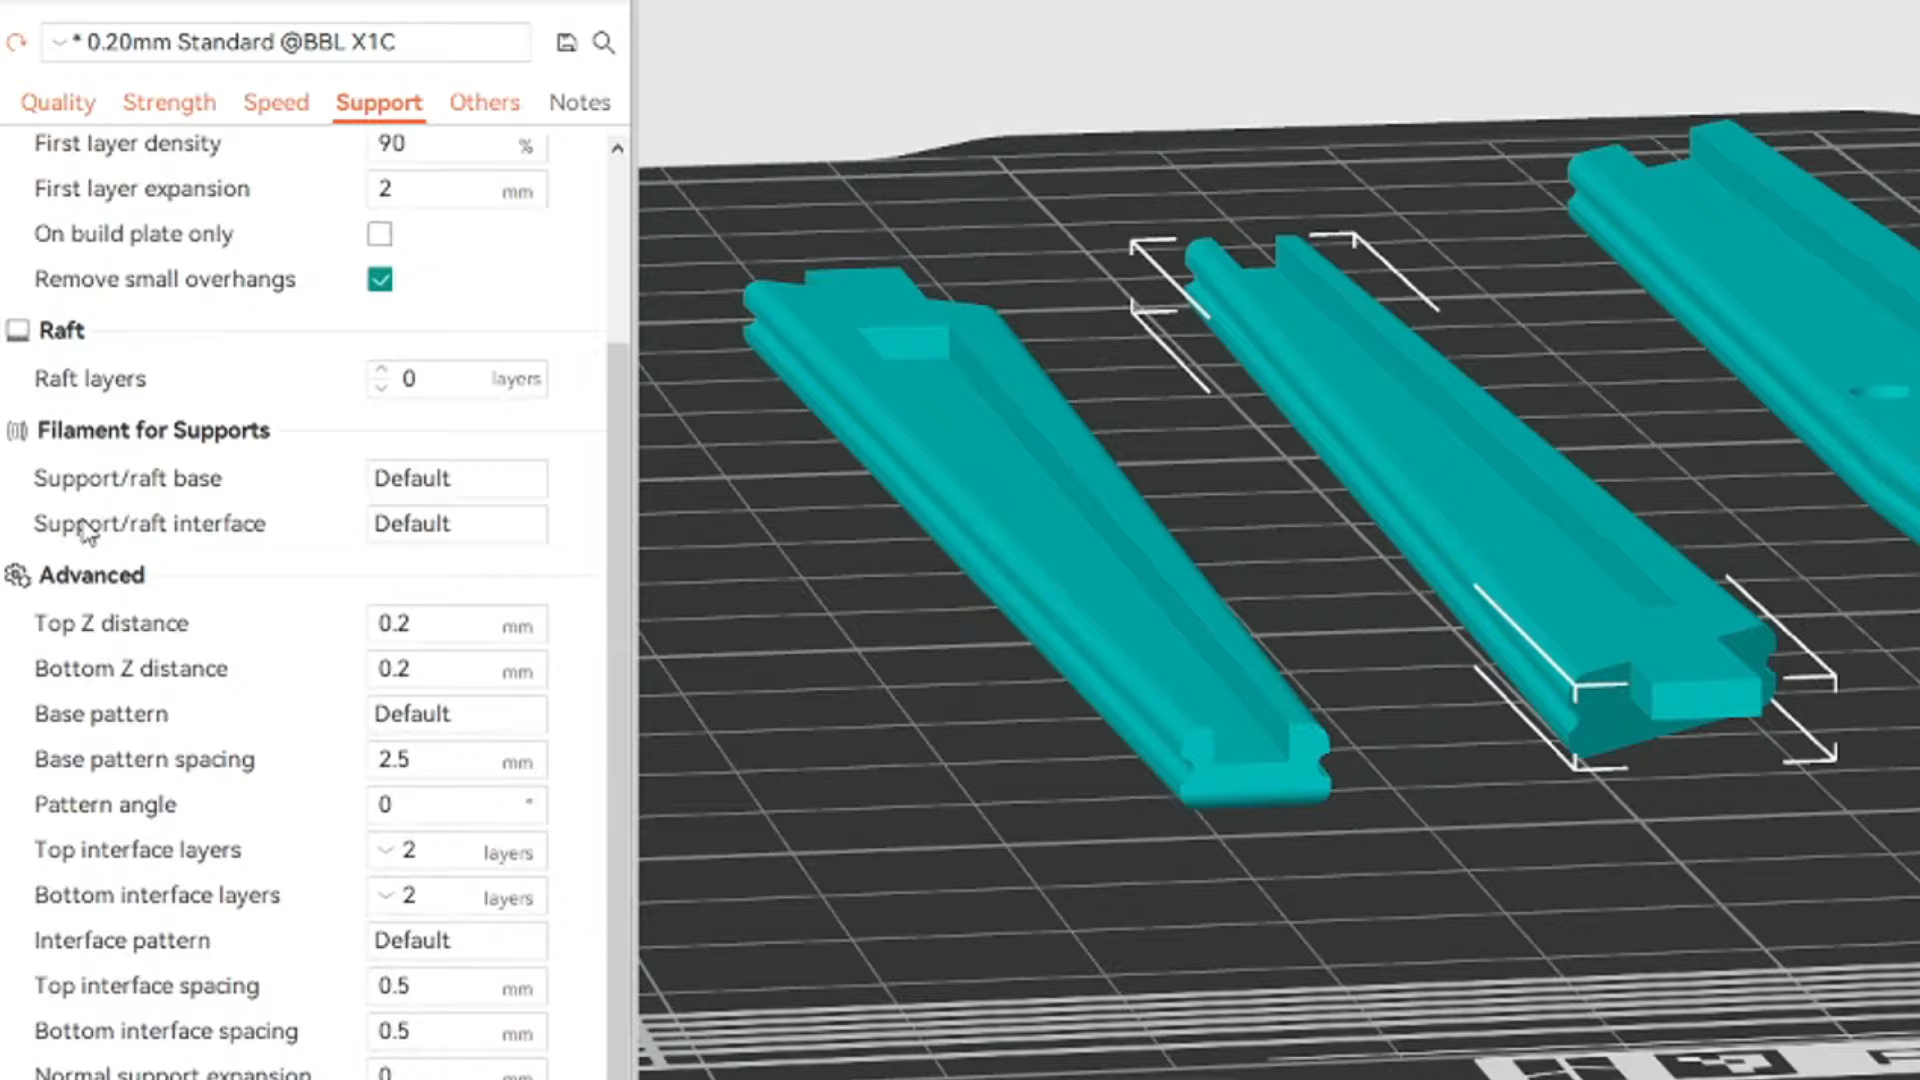 * 0.20mm Standard @BBL X1C
Quality Strength Speed Support Others Notes
First layer density 90 %
First layer expansion 2 mm
On build plate only
Remove small overhangs
Raft
Raft layers 0 layers
Filament for Supports
Support/raft base Default
Support/raft interface Default
Advanced
Top Z distance 0.2 mm
Bottom Z distance 0.2 mm
Base pattern Default
Base pattern spacing 2.5 mm
Pattern angle 0 °
Top interface layers 2 layers
Bottom interface layers 2 layers
Interface pattern Default
Top interface spacing 0.5 mm
Bottom interface spacing 0.5 mm
Normal support expansion 0 mm